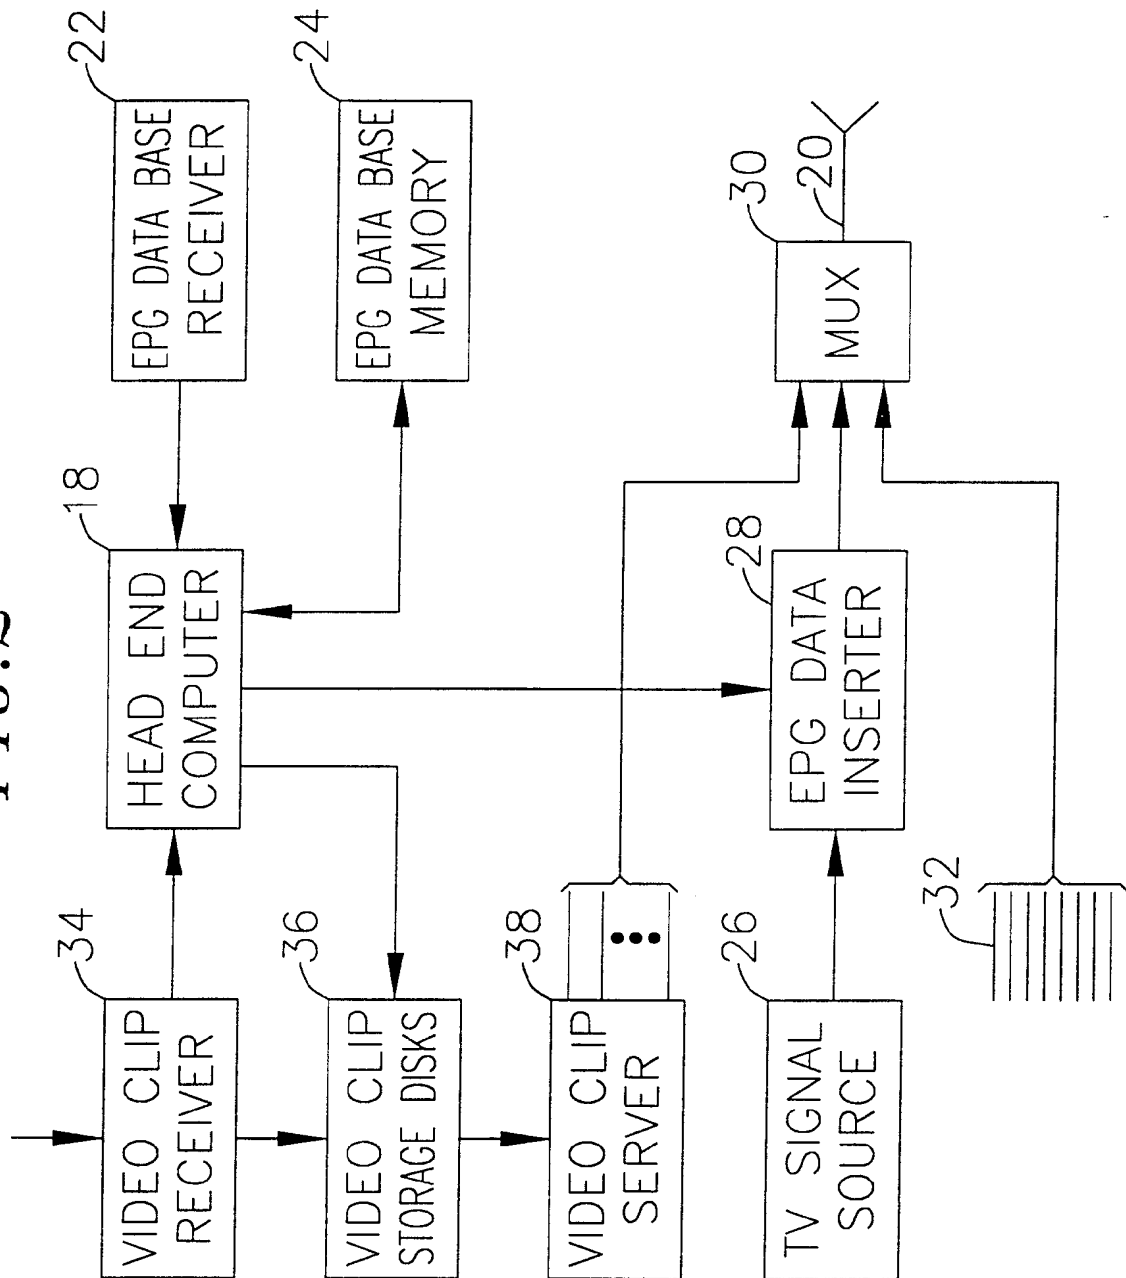 FIG.2
34
VIDEO CLIP
RECEIVER
18
HEAD END
COMPUTER
22
EPG DATA BASE
RECEIVER
36
VIDEO CLIP
STORAGE DISKS
24
EPG DATA BASE
MEMORY
38
VIDEO CLIP
SERVER
26
TV SIGNAL
SOURCE
28
EPG DATA
INSERTER
30
MUX
20
32